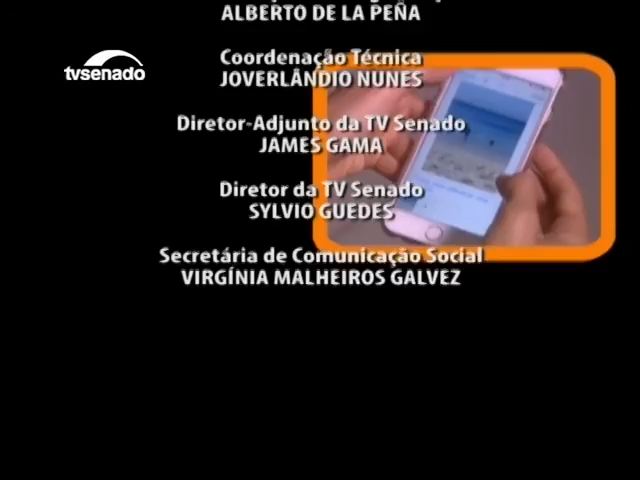 ALBERTO DE LA PEÑA
Coordenação Técnica
JOVERLÂNDIO NUNES
tvsenado
Diretor-Adjunto da TV Senado
JAMES GAMA
Diretor da TV Senado
SYLVIO GUEDES
Secretária de Comunicação Social
VIRGÍNIA MALHEIROS GALVEZ